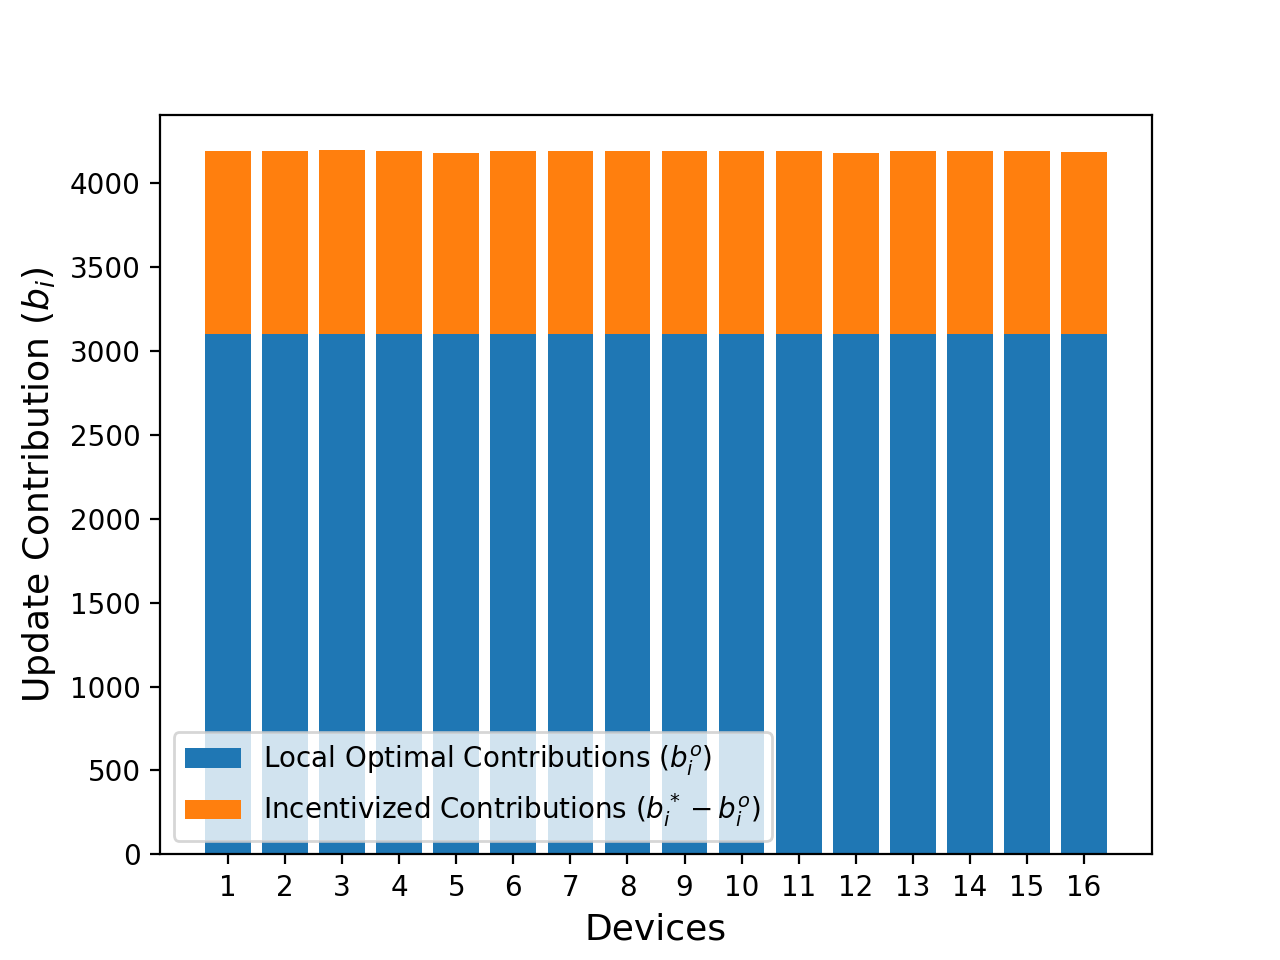 4000
3500
3000
2500
2000
1500
1000
500
0
Update Contribution (b_i)
Local Optimal Contributions (b_i^o)
Incentivized Contributions (b_i^* − b_i^o)
1 2 3 4 5 6 7 8 9 10 11 12 13 14 15 16
Devices